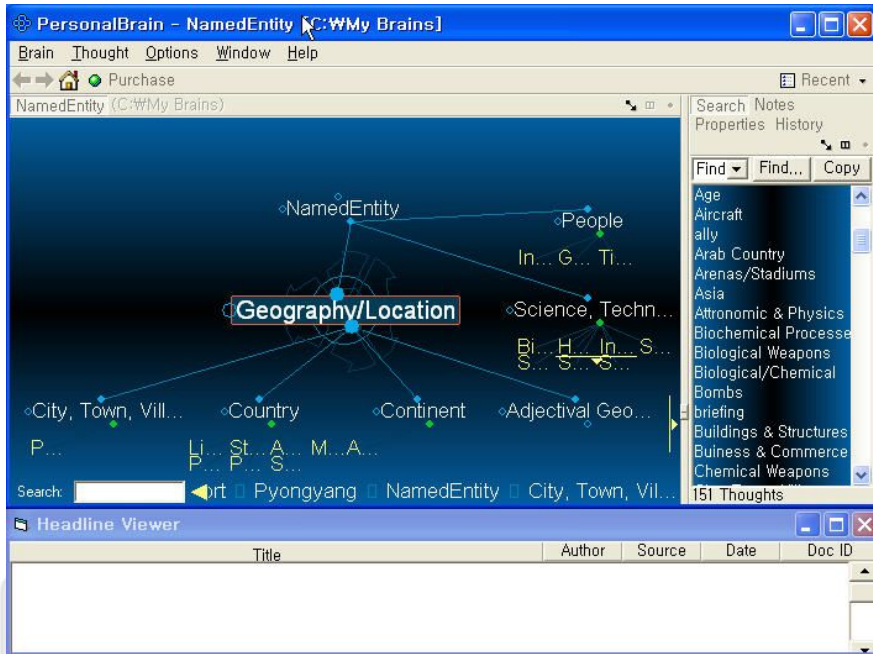 PersonalBrain - NamedEntity [C:₩My Brains]
Brain Thought Options Window Help
Purchase Recent
NamedEntity (C:₩My Brains)
Search Notes
Properties History
Find Find... Copy
NamedEntity
People
In... G... Ti...
Geography/Location
Science, Techn...
Bi... H... In... S...
S... S... S...
City, Town, Vill...
Country
Continent
Adjectival Geo...
P...
Li... St... A... M... A...
P... P... S...
Search:
ort Pyongyang NamedEntity City, Town, Vil...
Age
Aircraft
ally
Arab Country
Arenas/Stadiums
Asia
Attronomic & Physics
Biochemical Processe
Biological Weapons
Biological/Chemical
Bombs
briefing
Buildings & Structures
Buiness & Commerce
Chemical Weapons
151 Thoughts
Headline Viewer
Title Author Source Date Doc ID